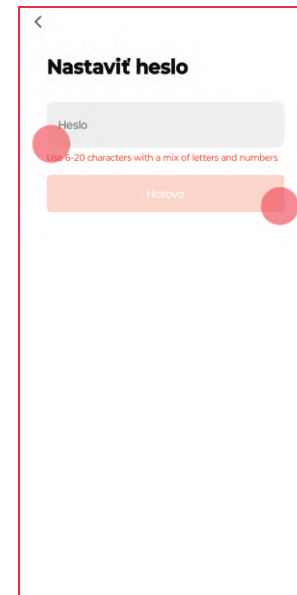 Nastaviť heslo
Heslo
Use 6-20 characters with a mix of letters and numbers
Hotovo